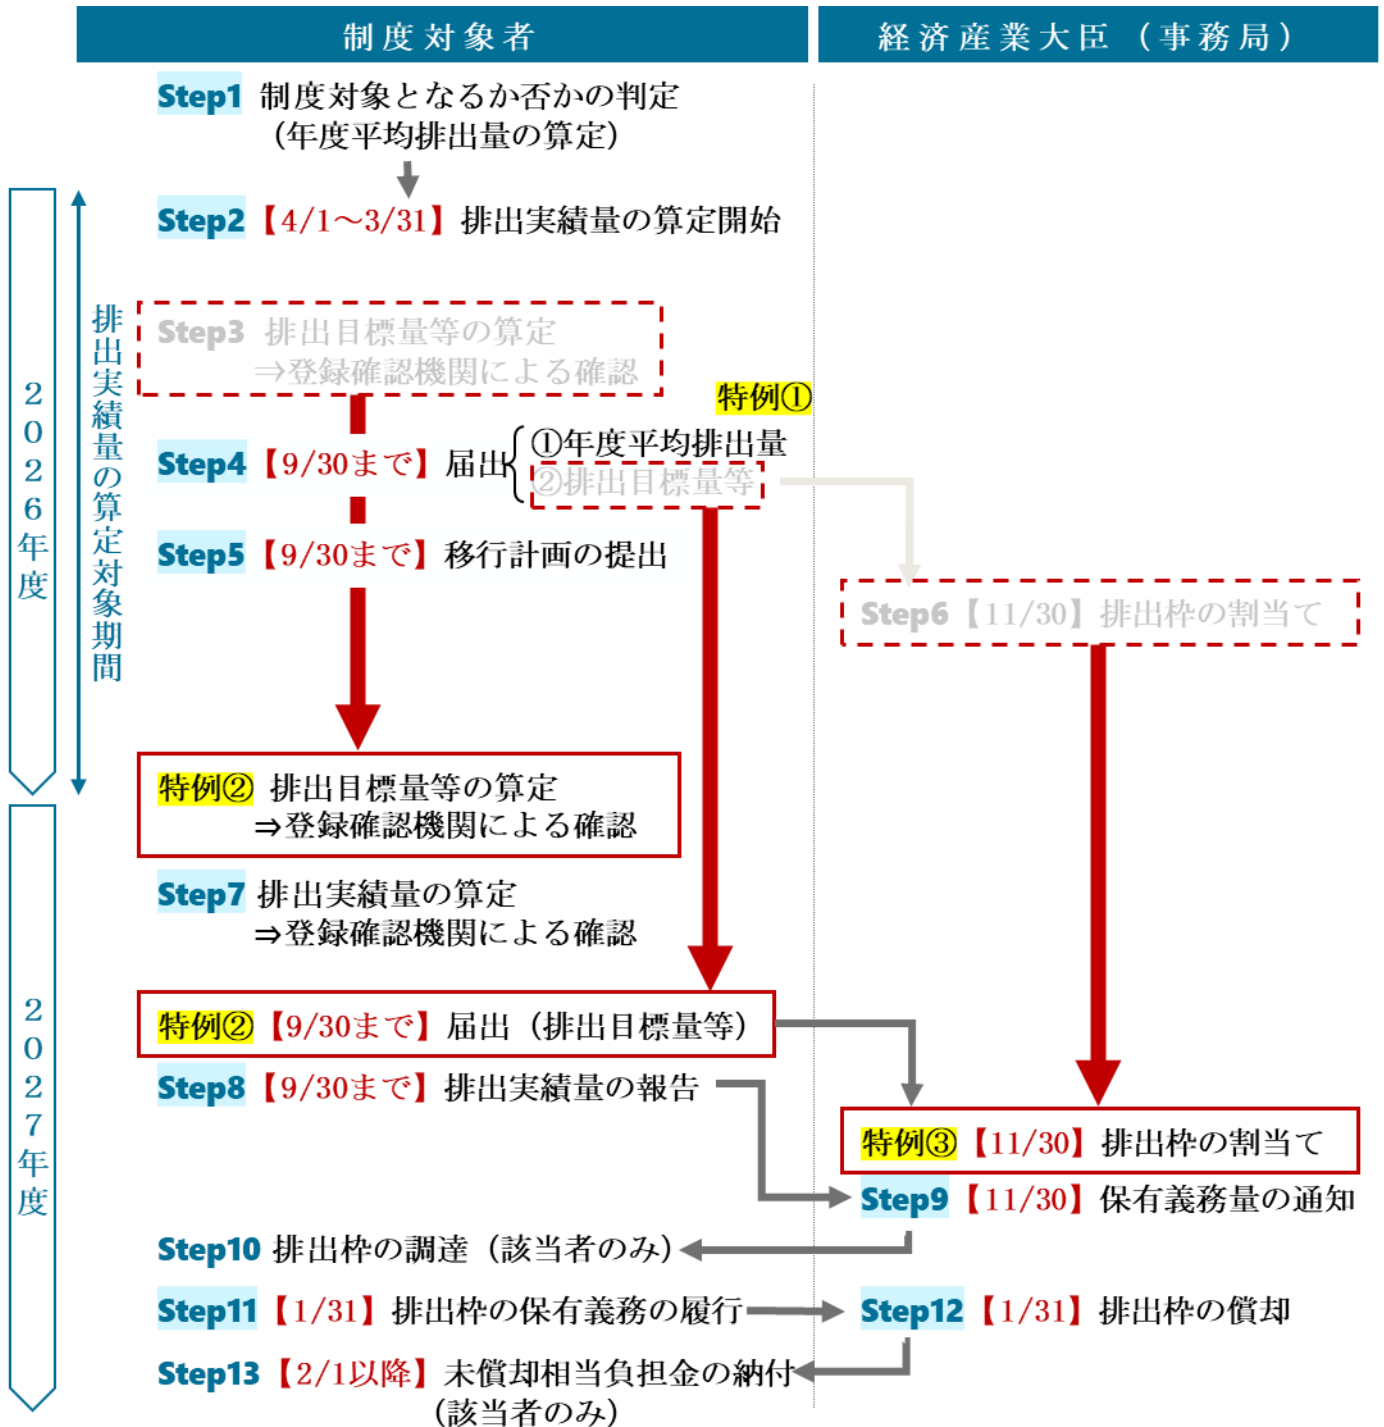 制度対象者
経済産業大臣（事務局）
Step1 制度対象となるか否かの判定
（年度平均排出量の算定）
Step2【4/1～3/31】排出実績量の算定開始
2026年度
排出実績量の算定対象期間
Step3 排出目標量等の算定
⇒登録確認機関による確認
特例①
Step4【9/30まで】届出
①年度平均排出量
②排出目標量等
Step5【9/30まで】移行計画の提出
Step6【11/30】排出枠の割当て
特例② 排出目標量等の算定
⇒登録確認機関による確認
2027年度
Step7 排出実績量の算定
⇒登録確認機関による確認
特例②【9/30まで】届出（排出目標量等）
Step8【9/30まで】排出実績量の報告
特例③【11/30】排出枠の割当て
Step9【11/30】保有義務量の通知
Step10 排出枠の調達（該当者のみ）
Step11【1/31】排出枠の保有義務の履行
Step12【1/31】排出枠の償却
Step13【2/1以降】未償却相当負担金の納付
（該当者のみ）